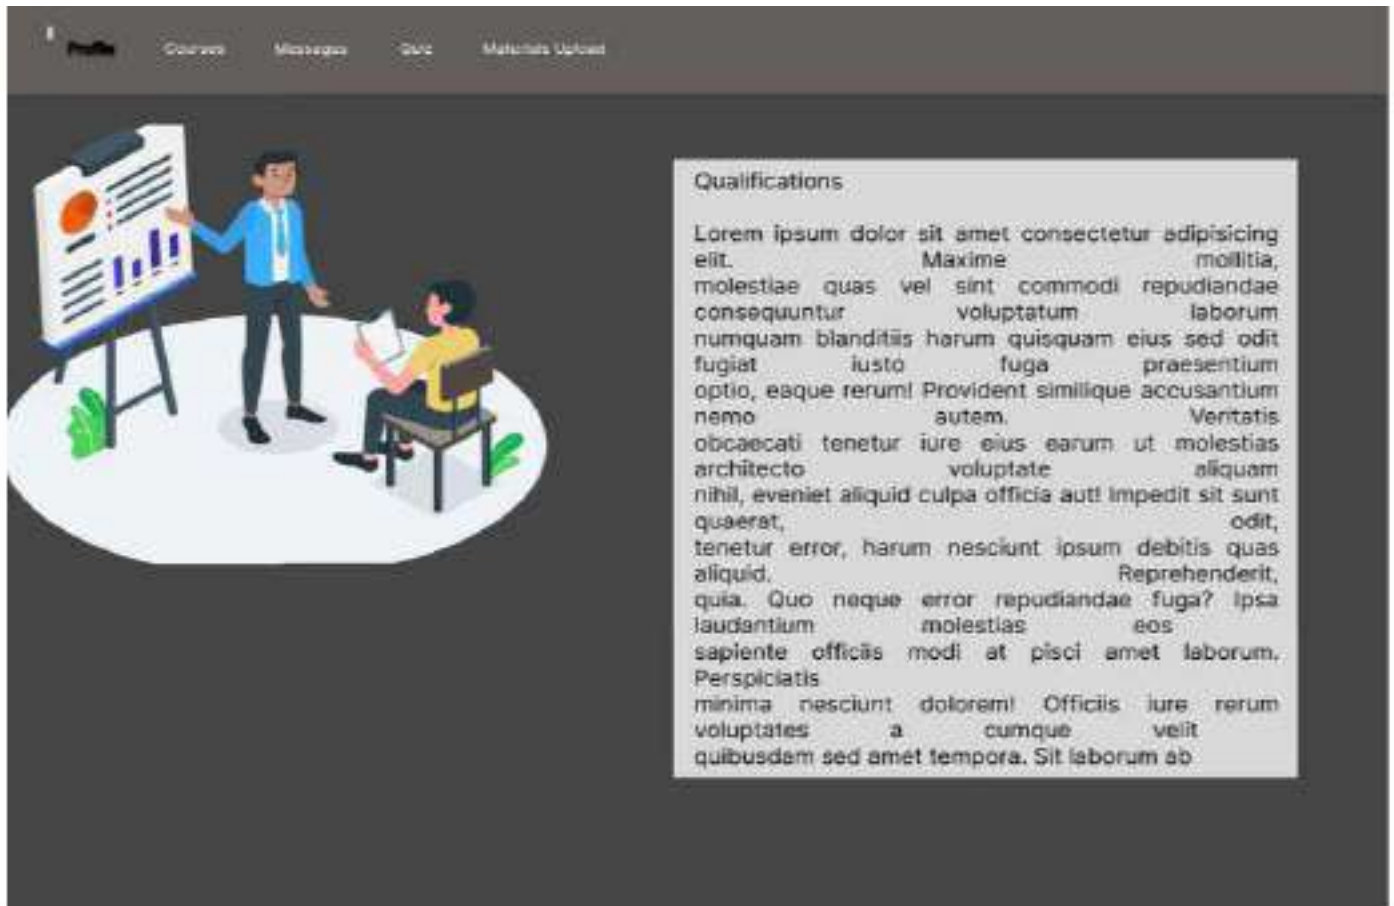 Profile Courses Messages Quiz Materials Upload
Qualifications
Lorem ipsum dolor sit amet consectetur adipisicing
elit. Maxime mollitia,
molestiae quas vel sint commodi repudiandae
consequuntur voluptatum laborum
numquam blanditiis harum quisquam eius sed odit
fugiat iusto fuga praesentium
optio, eaque rerum! Provident similique accusantium
nemo autem. Veritatis
obcaecati tenetur iure eius earum ut molestias
architecto voluptate aliquam
nihil, eveniet aliquid culpa officia aut! Impedit sit sunt
quaerat, odit,
tenetur error, harum nesciunt ipsum debitis quas
aliquid. Reprehenderit,
quia. Quo neque error repudiandae fuga? Ipsa
laudantium molestias eos
sapiente officiis modi at pisci amet laborum.
Perspiciatis
minima nesciunt dolorem! Officiis iure rerum
voluptates a cumque velit
quibusdam sed amet tempora. Sit laborum ab